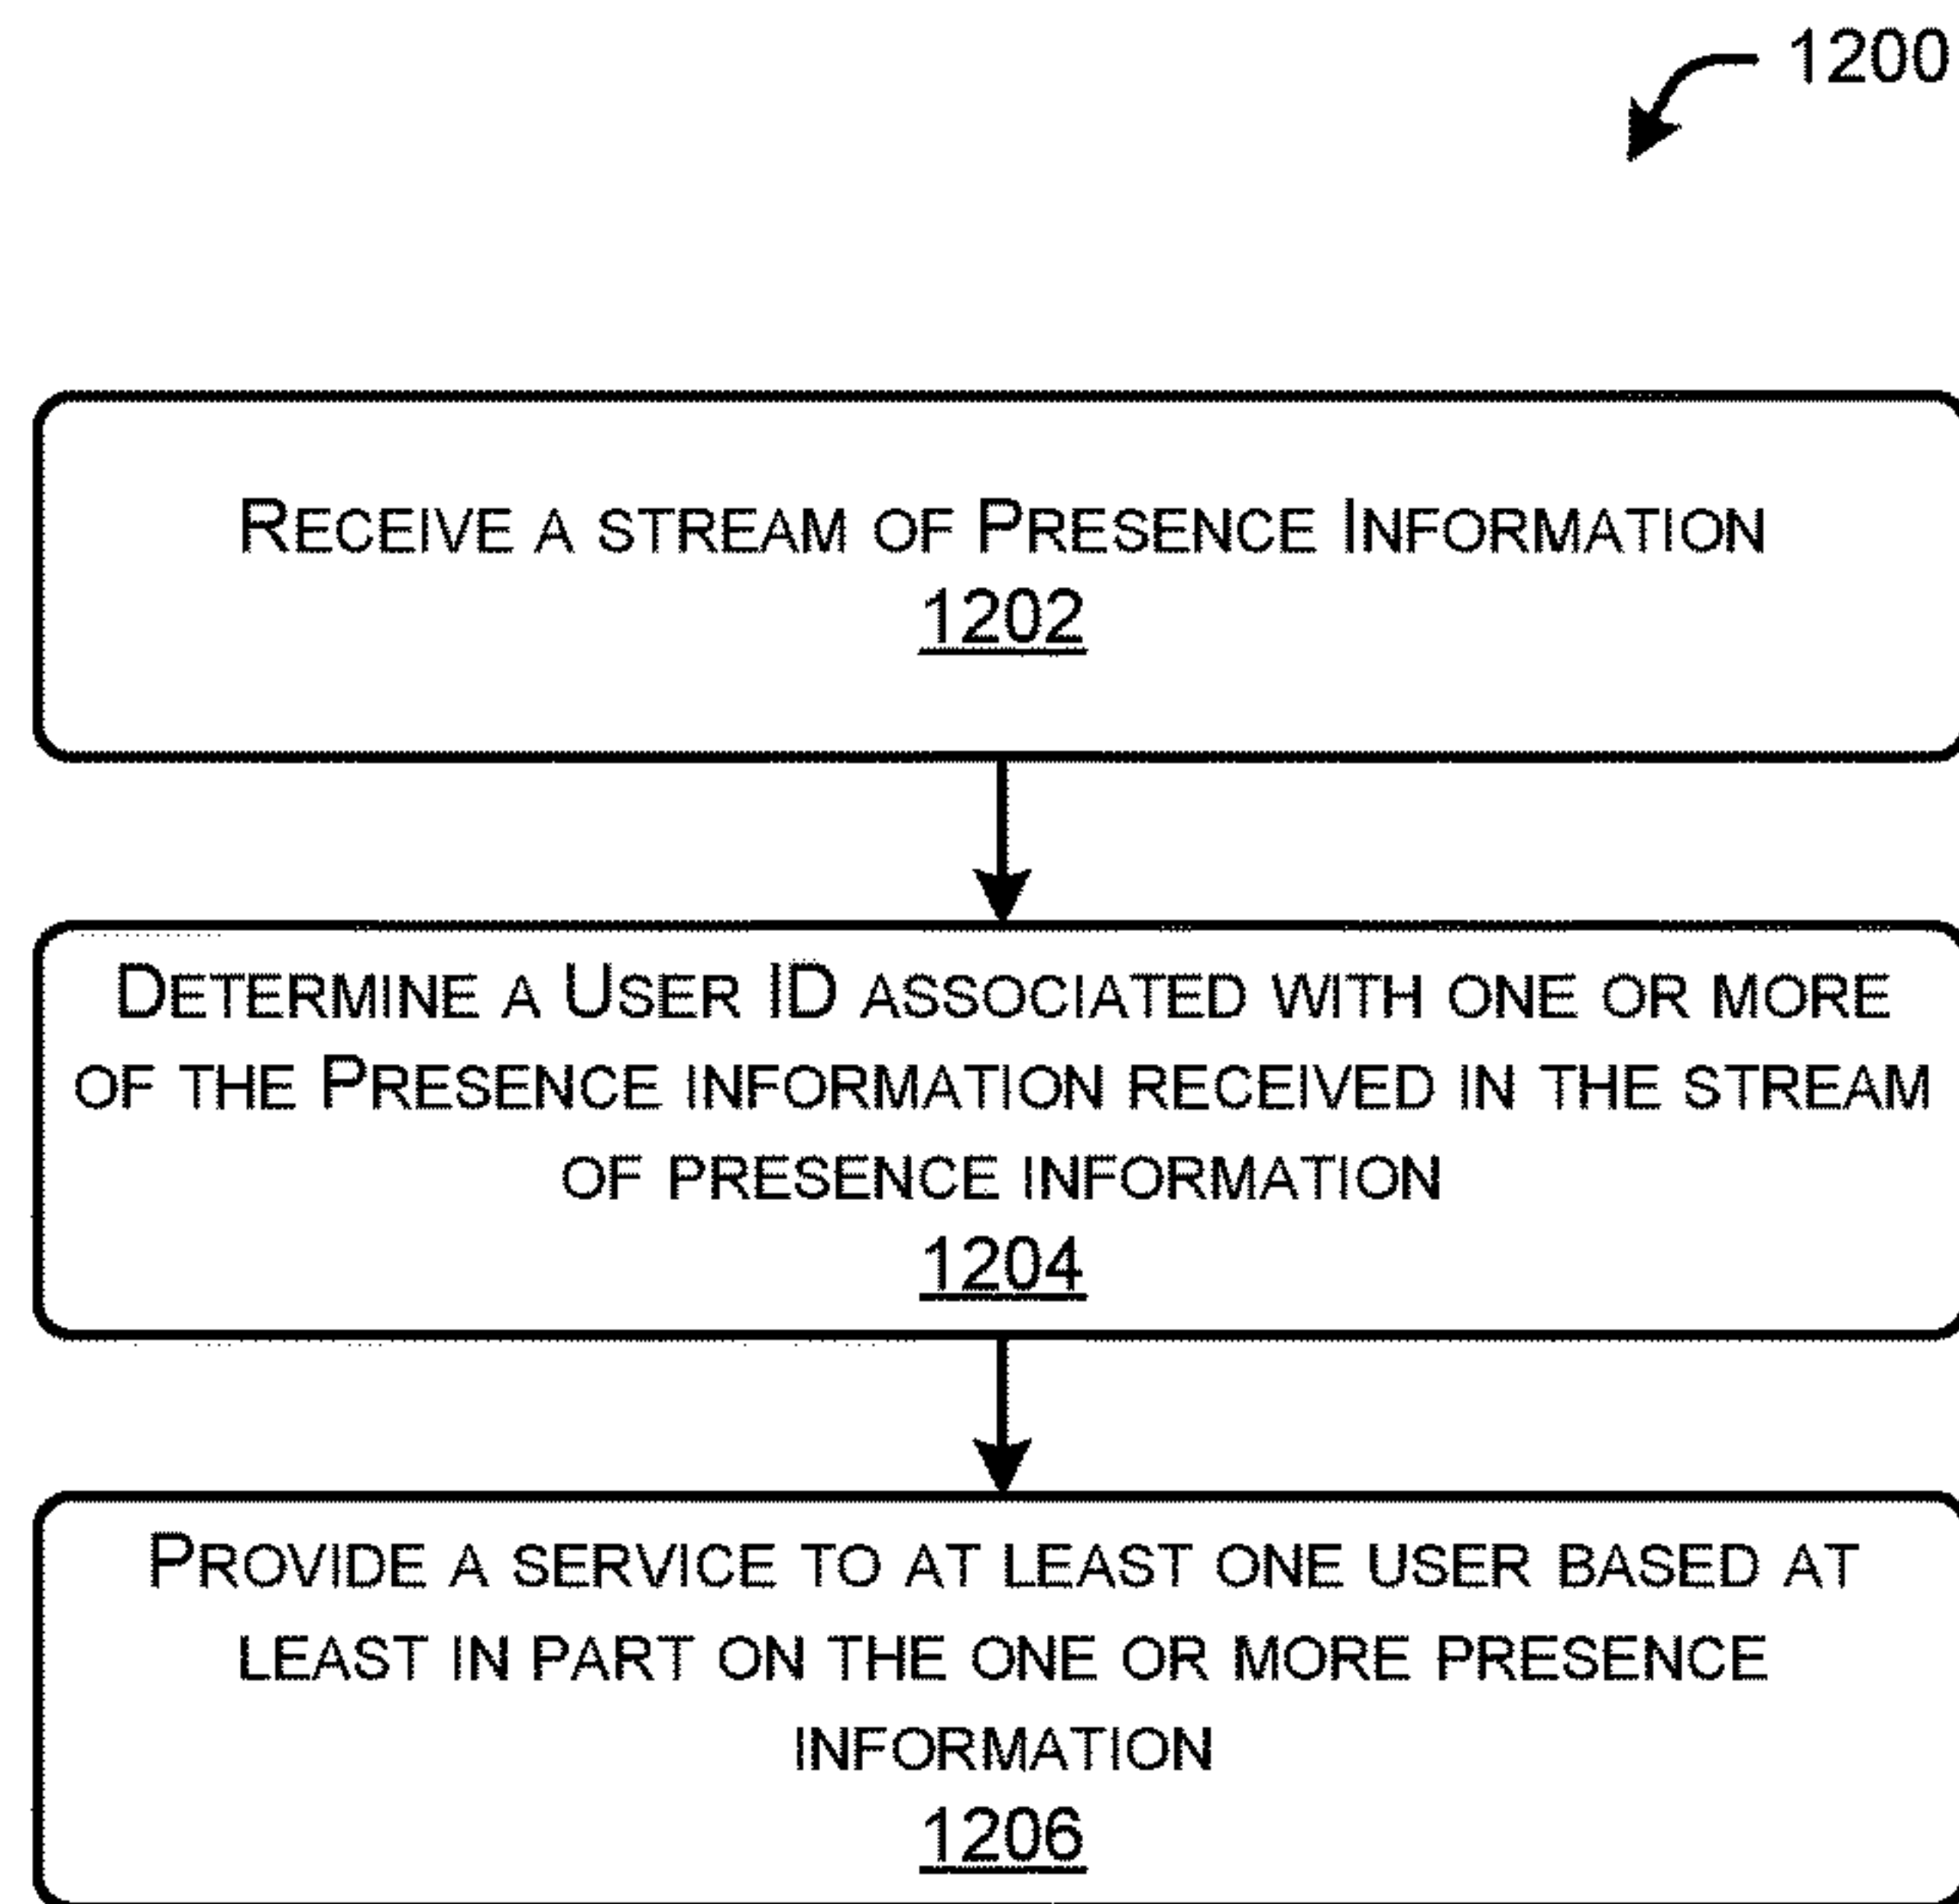 1200
RECEIVE A STREAM OF PRESENCE INFORMATION
1202
DETERMINE A USER ID ASSOCIATED WITH ONE OR MORE
OF THE PRESENCE INFORMATION RECEIVED IN THE STREAM
OF PRESENCE INFORMATION
1204
PROVIDE A SERVICE TO AT LEAST ONE USER BASED AT
LEAST IN PART ON THE ONE OR MORE PRESENCE
INFORMATION
1206